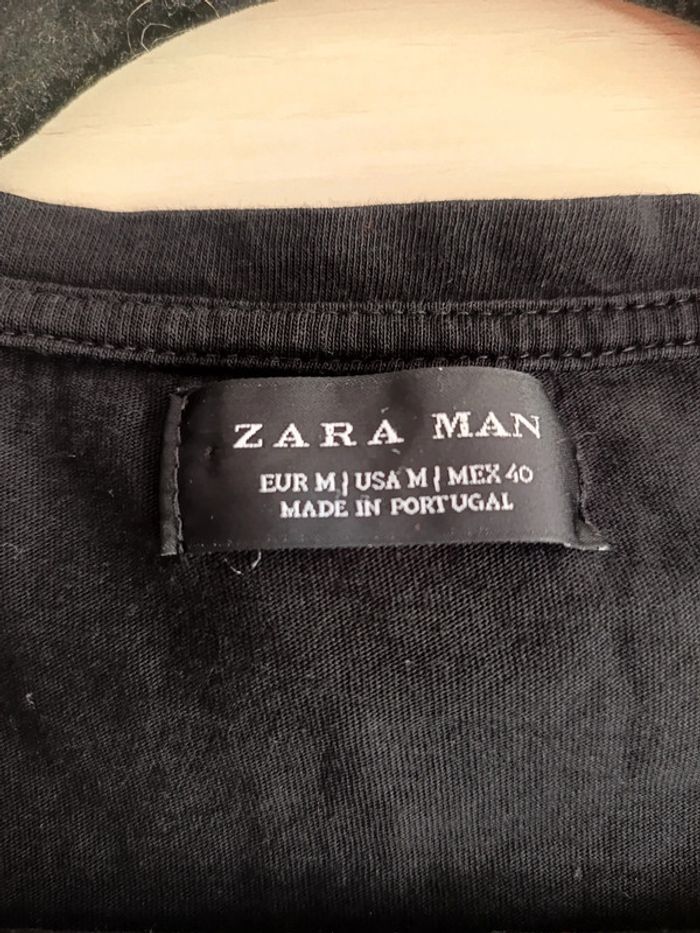 ZARA MAN
EUR M | USA M | MEX 40
MADE IN PORTUGAL